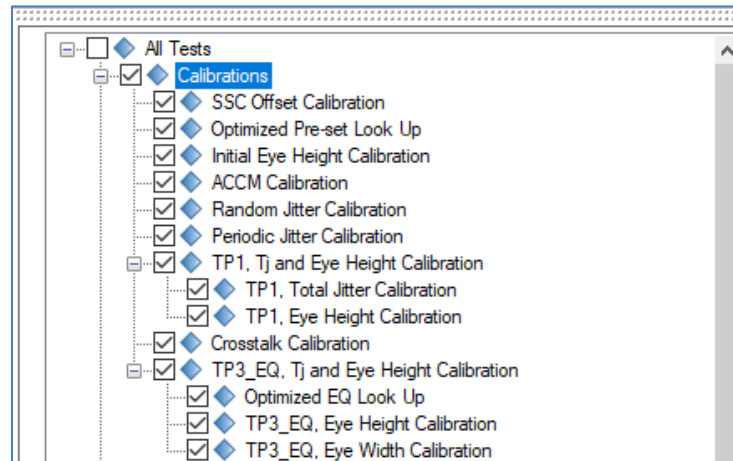 All Tests
Calibrations
SSC Offset Calibration
Optimized Pre-set Look Up
Initial Eye Height Calibration
ACCM Calibration
Random Jitter Calibration
Periodic Jitter Calibration
TP1, Tj and Eye Height Calibration
TP1, Total Jitter Calibration
TP1, Eye Height Calibration
Crosstalk Calibration
TP3_EQ, Tj and Eye Height Calibration
Optimized EQ Look Up
TP3_EQ, Eye Height Calibration
TP3_EQ, Eye Width Calibration